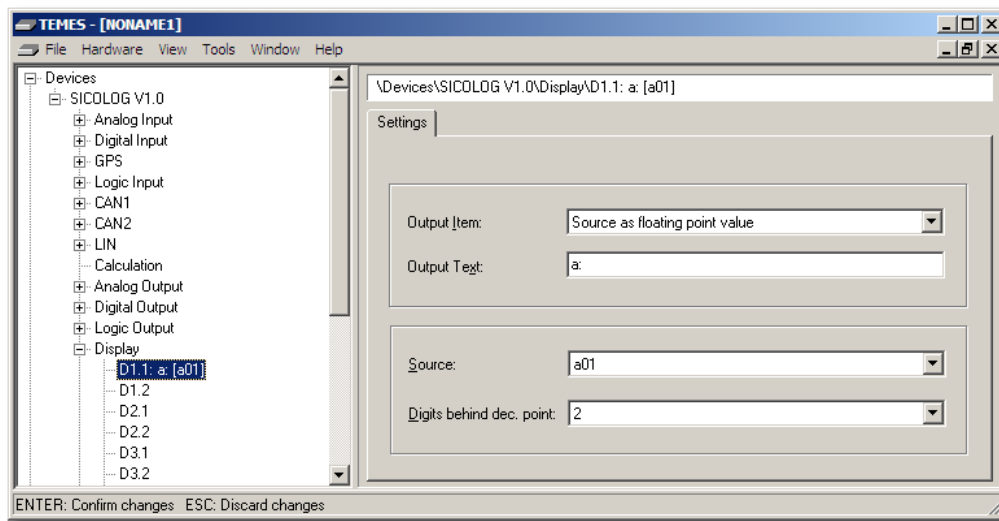 TEMES - [NONAME1]
File Hardware View Tools Window Help
Devices
SICOLOG V1.0
Analog Input
Digital Input
GPS
Logic Input
CAN1
CAN2
LIN
Calculation
Analog Output
Digital Output
Logic Output
Display
D1.1: a: [a01]
D1.2
D2.1
D2.2
D3.1
D3.2
\Devices\SICOLOG V1.0\Display\D1.1: a: [a01]
Settings
Output Item: Source as floating point value
Output Text: a:
Source: a01
Digits behind dec. point: 2
ENTER: Confirm changes ESC: Discard changes